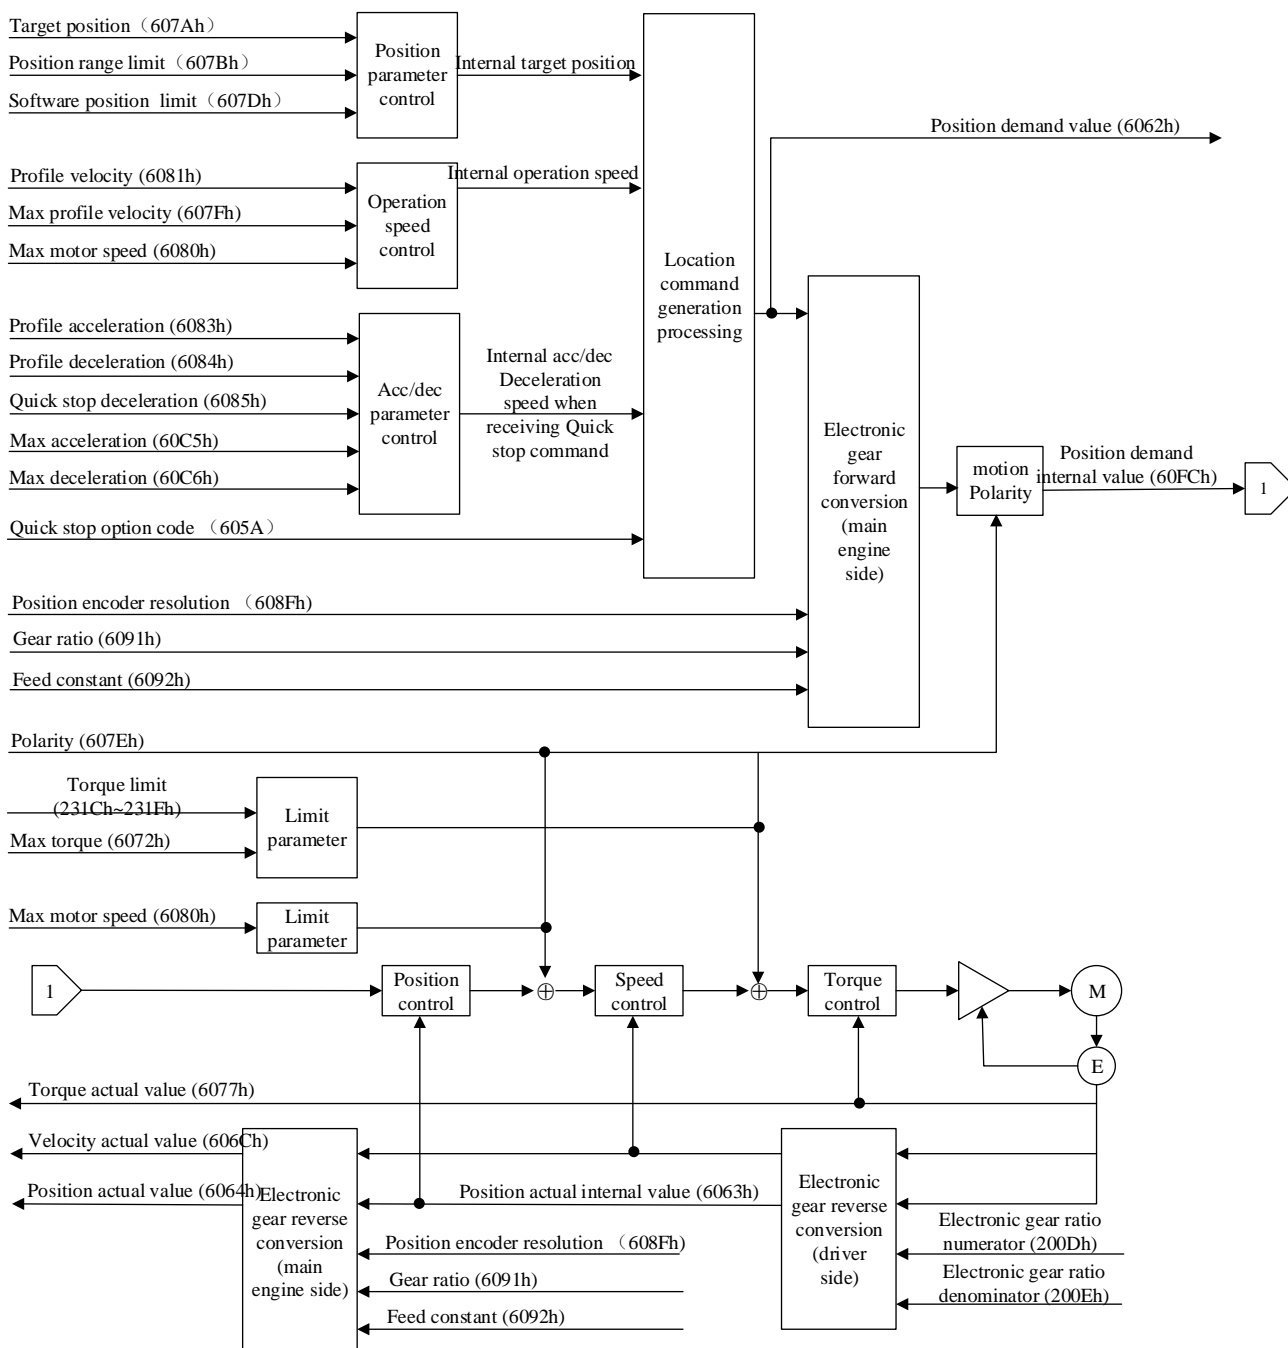 Target position（607Ah）
Position range limit（607Bh）
Software position  limit（607Dh）
Position
parameter
control
Internal target position
Position demand value (6062h)
Profile velocity (6081h)
Max profile velocity (607Fh)
Max motor speed (6080h)
Operation
speed
control
Internal operation speed
Location
command
generation
processing
Profile acceleration (6083h)
Profile deceleration (6084h)
Quick stop deceleration (6085h)
Max acceleration (60C5h)
Max deceleration (60C6h)
Acc/dec
parameter
control
Internal acc/dec
Deceleration
speed when
receiving Quick
stop command
Quick stop option code （605A）
Electronic
gear
forward
conversion
(main
engine
side)
motion
Polarity
Position demand
internal value (60FCh)
1
Position encoder resolution （608Fh)
Gear ratio (6091h)
Feed constant (6092h)
Polarity (607Eh)
Torque limit
(231Ch~231Fh)
Max torque (6072h)
Limit
parameter
Max motor speed (6080h)
Limit
parameter
1
Position
control
Speed
control
Torque
control
M
E
Torque actual value (6077h)
Velocity actual value (606Ch)
Position actual value (6064h)
Electronic
gear reverse
conversion
(main
engine side)
Position actual internal value (6063h)
Position encoder resolution （608Fh)
Gear ratio (6091h)
Feed constant (6092h)
Electronic
gear reverse
conversion
(driver
side)
Electronic gear ratio
numerator (200Dh)
Electronic gear ratio
denominator (200Eh)